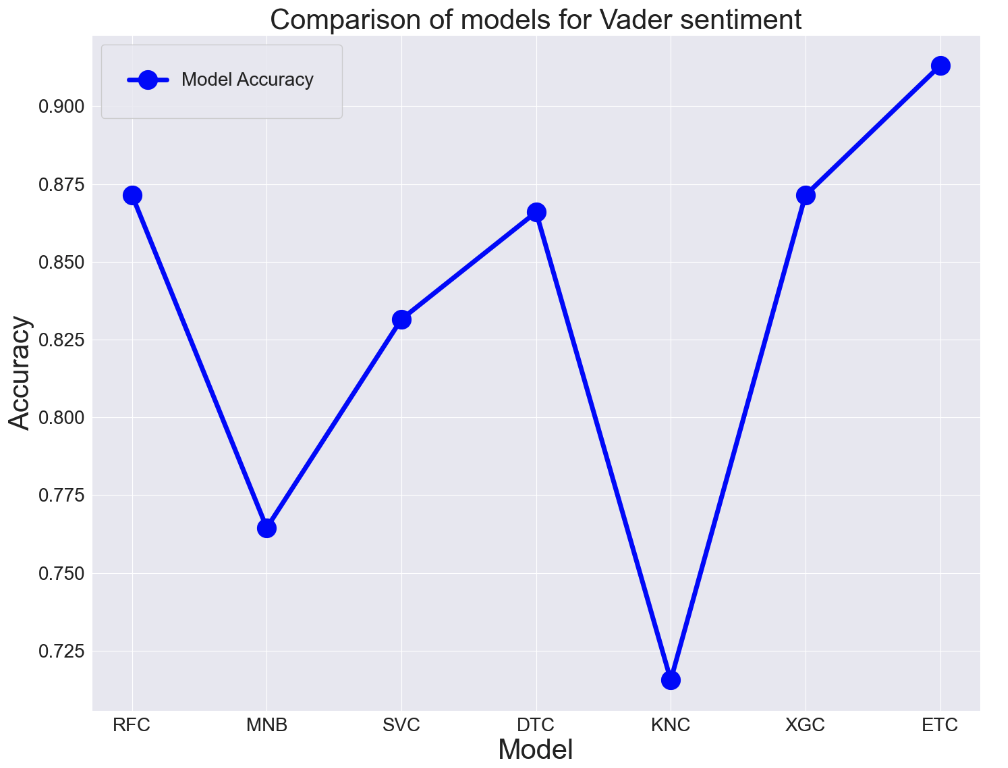 Comparison of models for Vader sentiment
Model Accuracy
Accuracy
0.900
0.875
0.850
0.825
0.800
0.775
0.750
0.725
RFC MNB SVC DTC KNC XGC ETC
Model